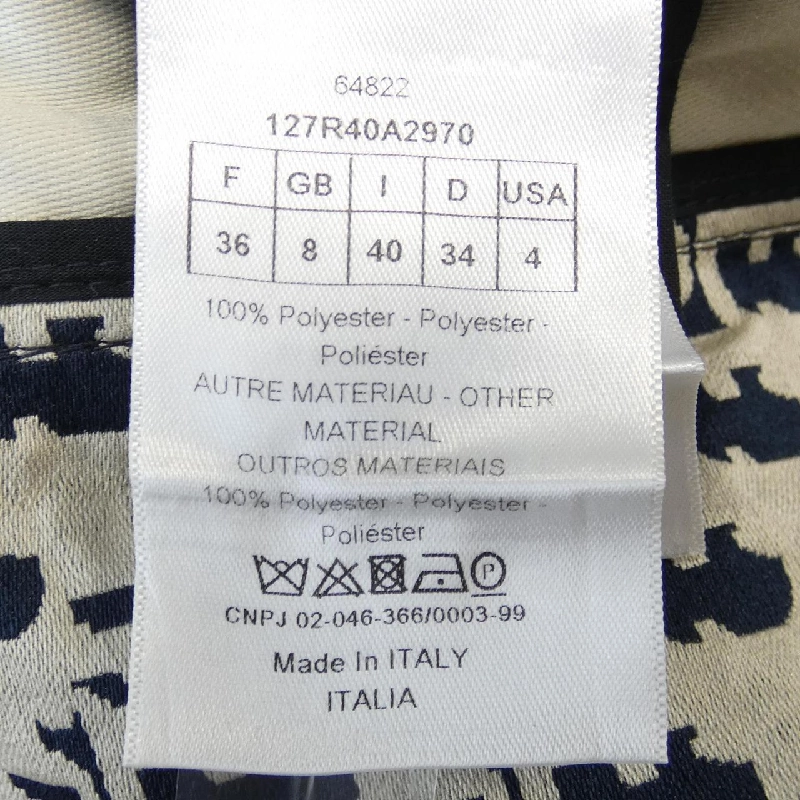 64822
127R40A2970
F GB I D USA
36 8 40 34 4
100% Polyester - Polyester -
Poliéster
AUTRE MATERIAU - OTHER
MATERIAL
OUTROS MATERIAIS
100% Polyester - Polyester -
Poliéster
P
CNPJ 02-046-366/0003-99
Made In ITALY
ITALIA